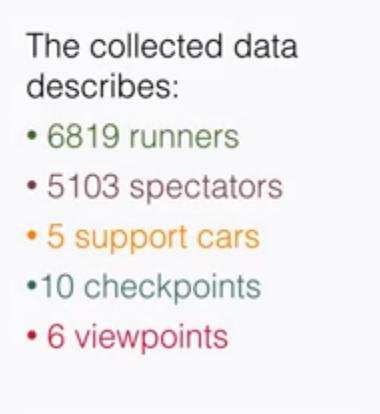 The collected data
describes:
• 6819 runners
• 5103 spectators
• 5 support cars
•10 checkpoints
• 6 viewpoints